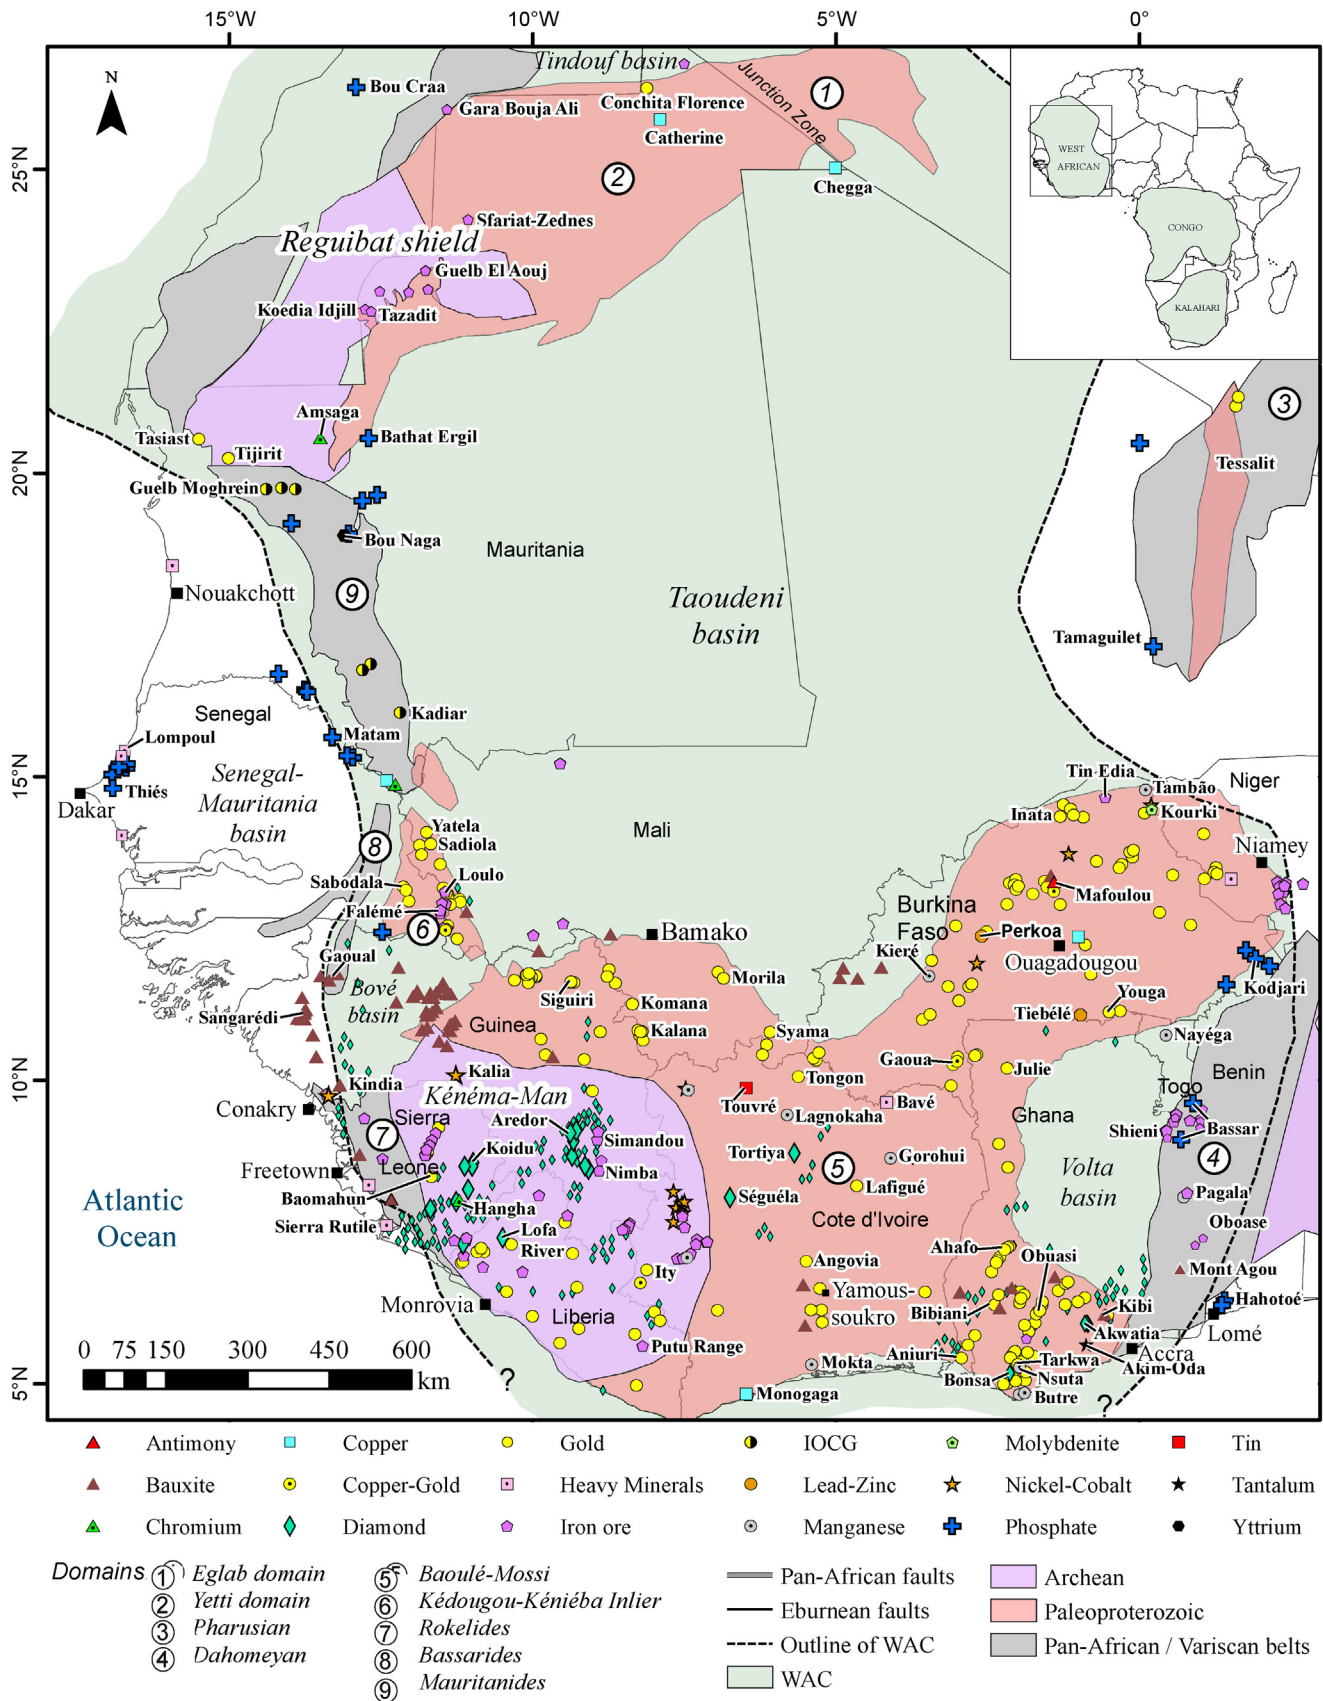 15°W
10°W
5°W
0°
N
Tindouf basin
Bou Craa
Gara Bouja Ali
Conchita Florence
Catherine
Junction Zone
1
WEST
AFRICAN
CONGO
KALAHARI
25°N
2
Chegga
Sfariat-Zednes
Reguibat shield
Guelb El Aouj
Koedia Idjill
Tazadit
Amsaga
3
Tasiast
Bathat Ergil
Tijirit
Tessalit
20°N
Guelb Moghrein
Bou Naga
Mauritania
9
Nouakchott
Taoudeni
basin
Tamaguilet
Senegal
Kadiar
Lompoul
Matam
15°N
Thiés
Senegal-
Mauritania
basin
Tin Edia
Niger
Tambão
Dakar
Inata
Kourki
Yatela
Mali
8
Sadiola
Niamey
Loulo
Sabodala
Mafoulou
Falémé
Burkina
Faso
6
Bamako
Perkoa
Kieré
Gaoual
Ouagadougou
Morila
Kodjari
Bové
basin
Siguiri
Komana
Youga
Sangarédi
Guinea
Tiebélé
Kalana
Syama
Nayéga
10°N
Gaoua
Julie
Kalia
Tongon
Benin
Kindia
Kénéma-Man
Togo
Touvré
Bavé
Conakry
Lagnokaha
Ghana
Sierra
Leone
Aredor
Simandou
Shieni
Bassar
7
Koidu
Tortiya
5
Gorohui
4
Freetown
Nimba
Volta
basin
Baomahun
Séguéla
Lafigué
Pagala
Atlantic
Ocean
Hangha
Cote d'Ivoire
Oboase
Sierra Rutile
Lofa
River
Ahafo
Obuasi
Angovia
Mont Agou
Ity
Yamous-
soukro
Hahotoé
Monrovia
Bibiani
Kibi
Liberia
Lomé
Akwatia
Putu Range
Aniuri
Accra
0 75 150 300 450 600
km
Mokta
Tarkwa
Akim-Oda
?
Bonsa
Nsuta
5°N
Monogaga
Butre
?
Antimony
Copper
Gold
IOCG
Molybdenite
Tin
Bauxite
Copper-Gold
Heavy Minerals
Lead-Zinc
Nickel-Cobalt
Tantalum
Chromium
Diamond
Iron ore
Manganese
Phosphate
Yttrium
Domains
1 Eglab domain
2 Yetti domain
3 Pharusian
4 Dahomeyan
5 Baoulé-Mossi
6 Kédougou-Kéniéba Inlier
7 Rokelides
8 Bassarides
9 Mauritanides
Pan-African faults
Eburnean faults
Outline of WAC
WAC
Archean
Paleoproterozoic
Pan-African / Variscan belts